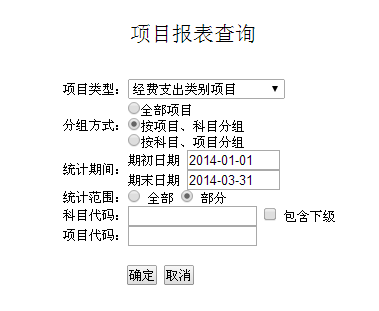 项目报表查询
项目类型: 经费支出类别项目
全部项目
分组方式: 按项目、科目分组
按科目、项目分组
统计期间: 期初日期 2014-01-01
期末日期 2014-03-31
统计范围: 全部 部分
科目代码: 包含下级
项目代码:
确定 取消